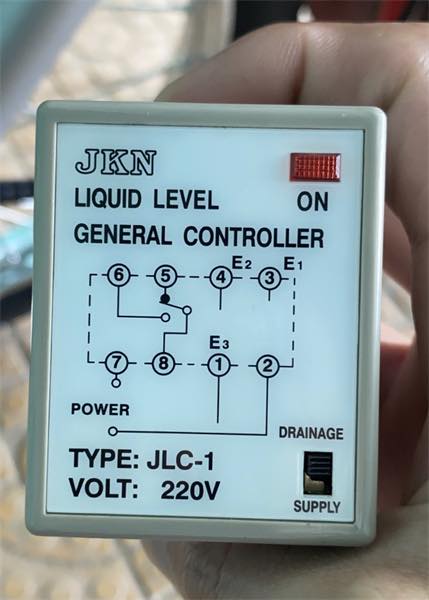 JKN
LIQUID LEVEL ON
GENERAL CONTROLLER
E2 E1
6 5 4 3
E3
7 8 1 2
POWER
DRAINAGE
TYPE: JLC-1
VOLT: 220V
SUPPLY